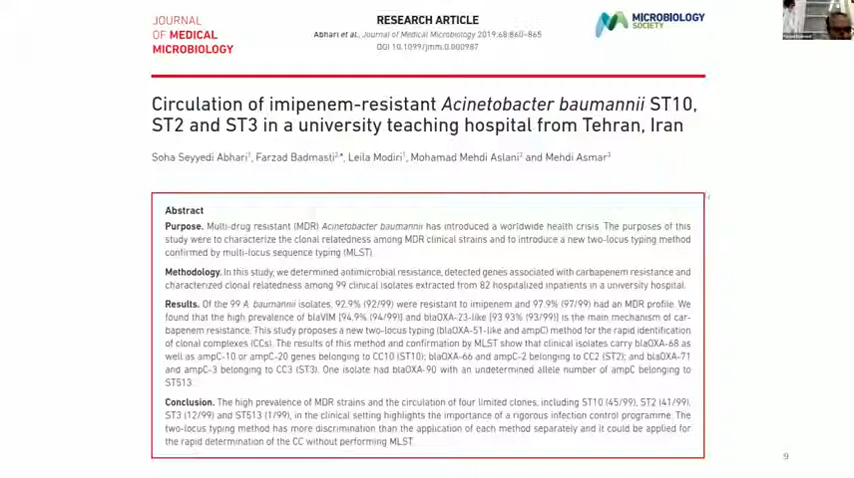 JOURNAL
OF MEDICAL
MICROBIOLOGY
RESEARCH ARTICLE
Abhari et al., Journal of Medical Microbiology 2019;68:860–865
DOI 10.1099/jmm.0.000987
MICROBIOLOGY
SOCIETY
Circulation of imipenem-resistant Acinetobacter baumannii ST10,
ST2 and ST3 in a university teaching hospital from Tehran, Iran
Soha Seyyedi Abhari1, Farzad Badmasti2,*, Leila Modiri1, Mohamad Mehdi Aslani2 and Mehdi Asmar3
Abstract
Purpose. Multi-drug resistant (MDR) Acinetobacter baumannii has introduced a worldwide health crisis. The purposes of this
study were to characterize the clonal relatedness among MDR clinical strains and to introduce a new two-locus typing method
confirmed by multi-locus sequence typing (MLST).
Methodology. In this study, we determined antimicrobial resistance, detected genes associated with carbapenem resistance and
characterized clonal relatedness among 99 clinical isolates extracted from 82 hospitalized inpatients in a university hospital.
Results. Of the 99 A. baumannii isolates, 92.9% (92/99) were resistant to imipenem and 97.9% (97/99) had an MDR profile. We
found that the high prevalence of blaVIM [94.9% (94/99)] and blaOXA-23-like [93.93% (93/99)] is the main mechanism of car-
bapenem resistance. This study proposes a new two-locus typing (blaOXA-51-like and ampC) method for the rapid identification
of clonal complexes (CCs). The results of this method and confirmation by MLST show that clinical isolates carry blaOXA-68 as
well as ampC-10 or ampC-20 genes belonging to CC10 (ST10); blaOXA-66 and ampC-2 belonging to CC2 (ST2); and blaOXA-71
and ampC-3 belonging to CC3 (ST3). One isolate had blaOXA-90 with an undetermined allele number of ampC belonging to
ST513.
Conclusion. The high prevalence of MDR strains and the circulation of four limited clones, including ST10 (45/99), ST2 (41/99),
ST3 (12/99) and ST513 (1/99), in the clinical setting highlights the importance of a rigorous infection control programme. The
two-locus typing method has more discrimination than the application of each method separately and it could be applied for
the rapid determination of the CC without performing MLST.
9